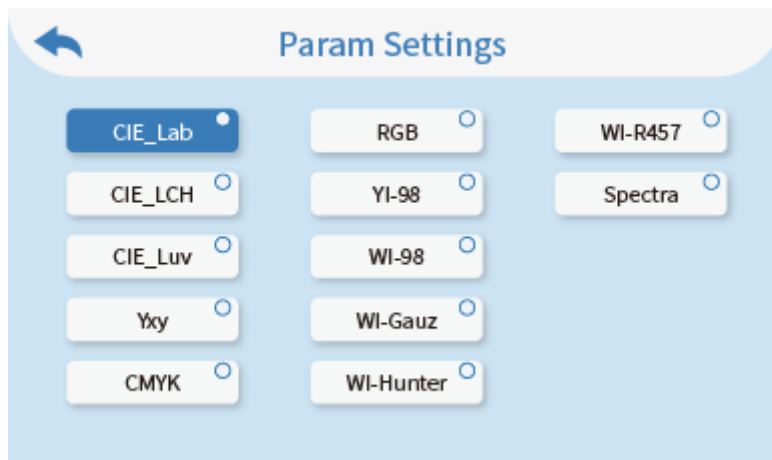 Param Settings
CIE_Lab
RGB
WI-R457
CIE_LCH
YI-98
Spectra
CIE_Luv
WI-98
Yxy
WI-Gauz
CMYK
WI-Hunter